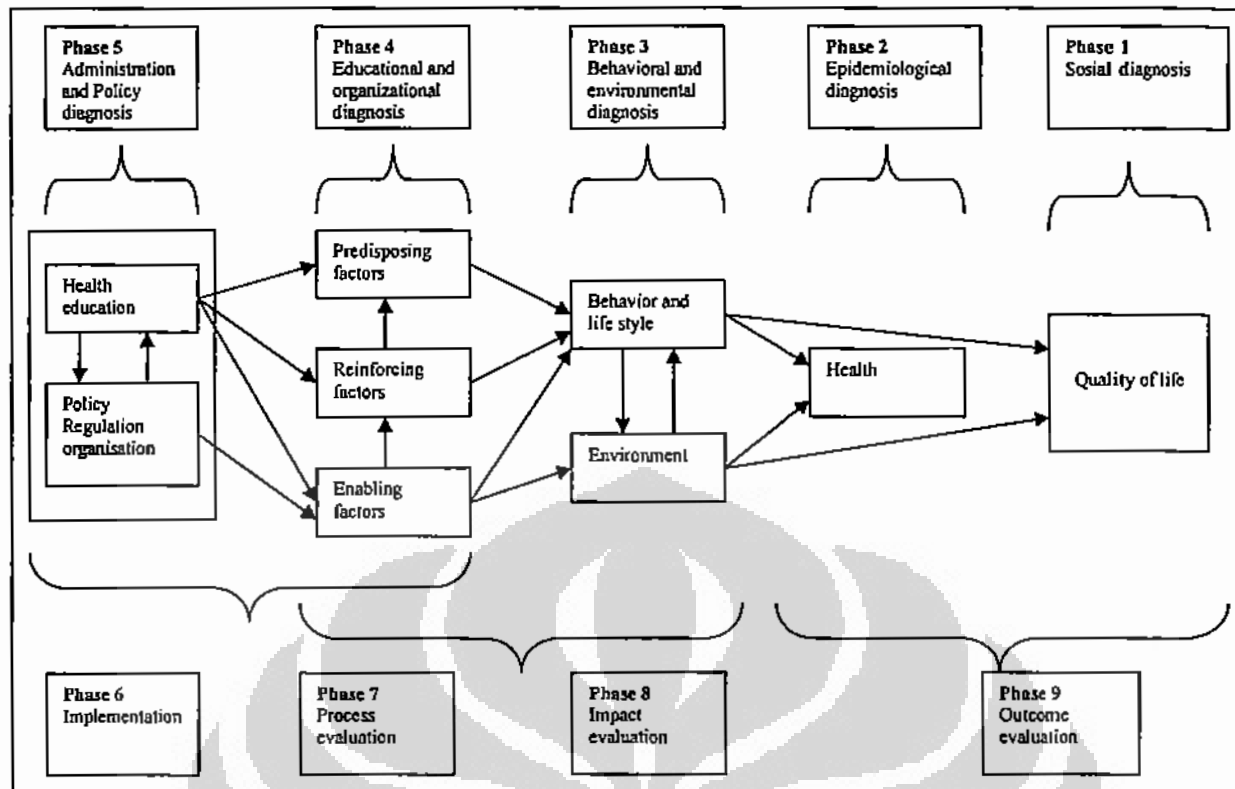 Phase 5
Administration
and Policy
diagnosis
Phase 4
Educational and
organizational
diagnosis
Phase 3
Behavioral and
environmental
diagnosis
Phase 2
Epidemiological
diagnosis
Phase 1
Sosial diagnosis
Health
education
Policy
Regulation
organisation
Predisposing
factors
Reinforcing
factors
Enabling
factors
Behavior and
life style
Environment
Health
Quality of life
Phase 6
Implementation
Phase 7
Process
evaluation
Phase 8
Impact
evaluation
Phase 9
Outcome
evaluation